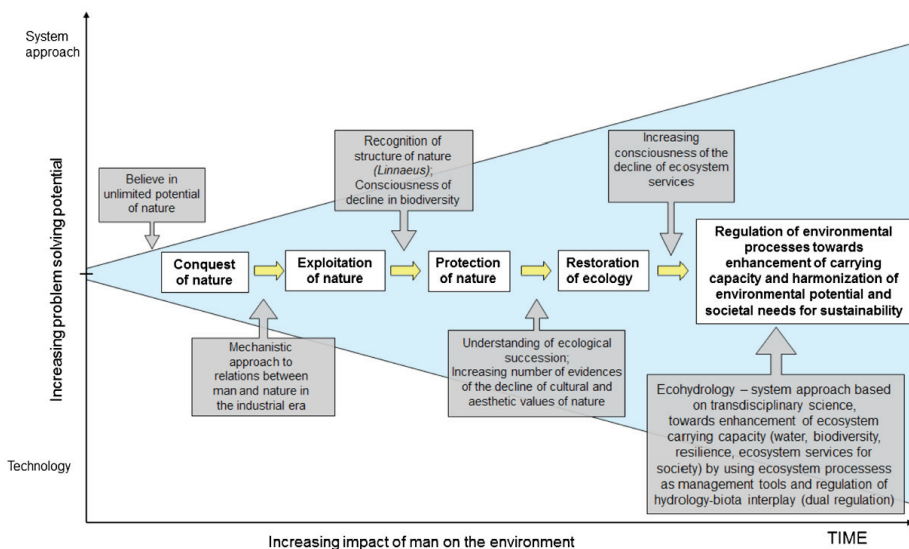 System
approach
Increasing problem solving potential
Technology
Believe in
unlimited potential
of nature
Recognition of
structure of nature
(Linnaeus);
Consciousness of
decline in biodiversity
Increasing
consciousness of the
decline of ecosystem
services
Conquest
of nature
Exploitation
of nature
Protection
of nature
Restoration
of ecology
Regulation of environmental
processes towards
enhancement of carrying
capacity and harmonization of
environmental potential and
societal needs for sustainability
Mechanistic
approach to
relations between
man and nature in
the industrial era
Understanding of ecological
succession;
Increasing number of evidences
of the decline of cultural and
aesthetic values of nature
Ecohydrology – system approach based
on transdisciplinary science,
towards enhancement of ecosystem
carrying capacity (water, biodiversity,
resilience, ecosystem services for
society) by using ecosystem processess
as management tools and regulation of
hydrology-biota interplay (dual regulation)
Increasing impact of man on the environment
TIME